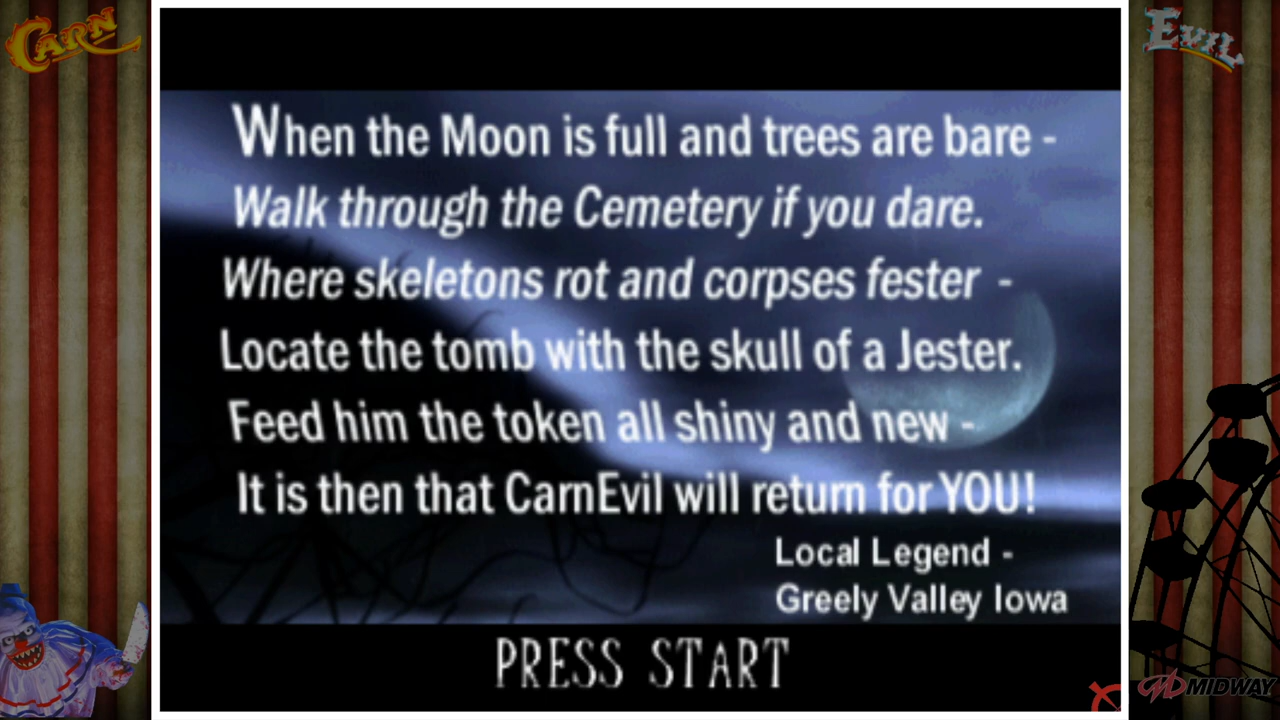 CARN
EVIL
When the Moon is full and trees are bare -
Walk through the Cemetery if you dare.
Where skeletons rot and corpses fester -
Locate the tomb with the skull of a Jester.
Feed him the token all shiny and new -
It is then that CarnEvil will return for YOU!
Local Legend -
Greely Valley Iowa
PRESS START
MIDWAY